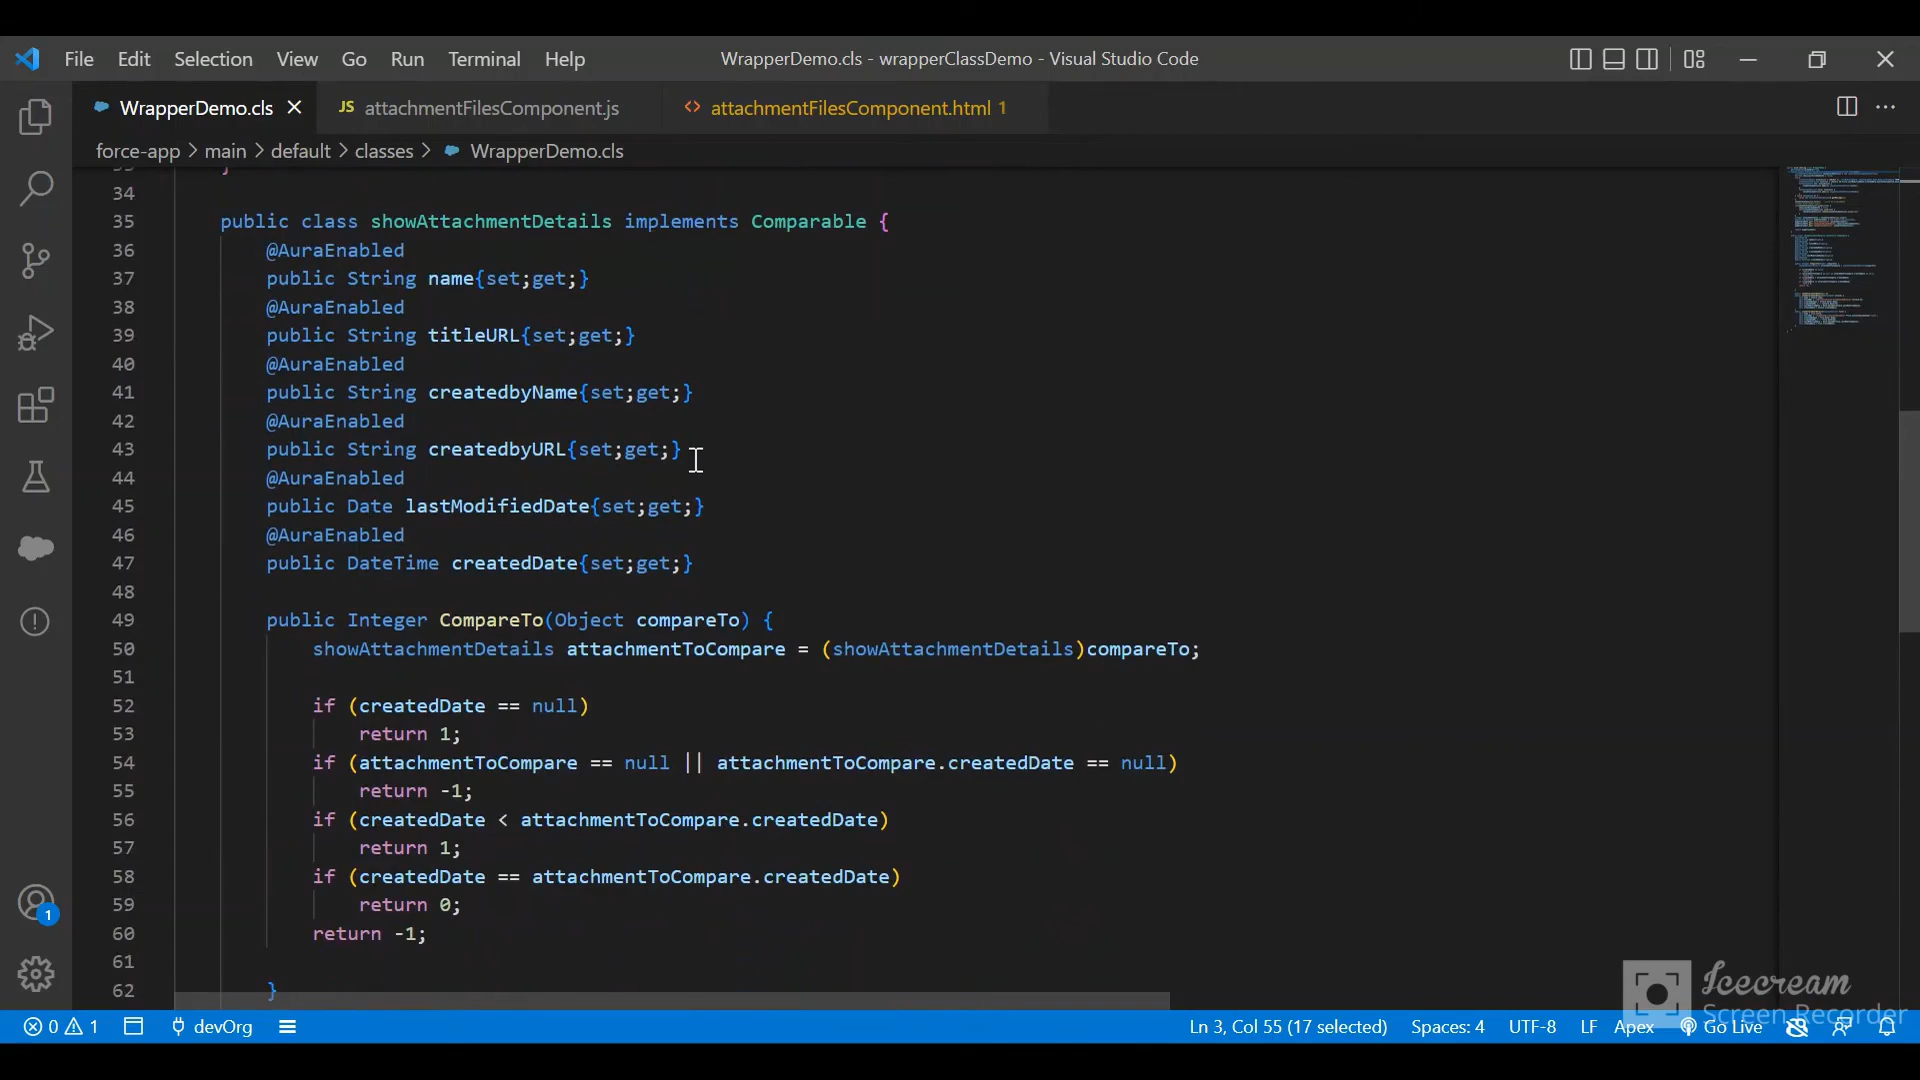 File Edit Selection View Go Run Terminal Help WrapperDemo.cls - wrapperClassDemo - Visual Studio Code
WrapperDemo.cls JS attachmentFilesComponent.js <> attachmentFilesComponent.html 1
force-app > main > default > classes > WrapperDemo.cls
34
35 public class showAttachmentDetails implements Comparable {
36 @AuraEnabled
37 public String name{set;get;}
38 @AuraEnabled
39 public String titleURL{set;get;}
40 @AuraEnabled
41 public String createdbyName{set;get;}
42 @AuraEnabled
43 public String createdbyURL{set;get;}
44 @AuraEnabled
45 public Date lastModifiedDate{set;get;}
46 @AuraEnabled
47 public DateTime createdDate{set;get;}
48
49 public Integer CompareTo(Object compareTo) {
50 showAttachmentDetails attachmentToCompare = (showAttachmentDetails)compareTo;
51
52 if (createdDate == null)
53 return 1;
54 if (attachmentToCompare == null || attachmentToCompare.createdDate == null)
55 return -1;
56 if (createdDate < attachmentToCompare.createdDate)
57 return 1;
58 if (createdDate == attachmentToCompare.createdDate)
59 return 0;
60 return -1;
61
62 }
1
Icecream
Screen Recorder
0 1 devOrg Ln 3, Col 55 (17 selected) Spaces: 4 UTF-8 LF Apex Go Live